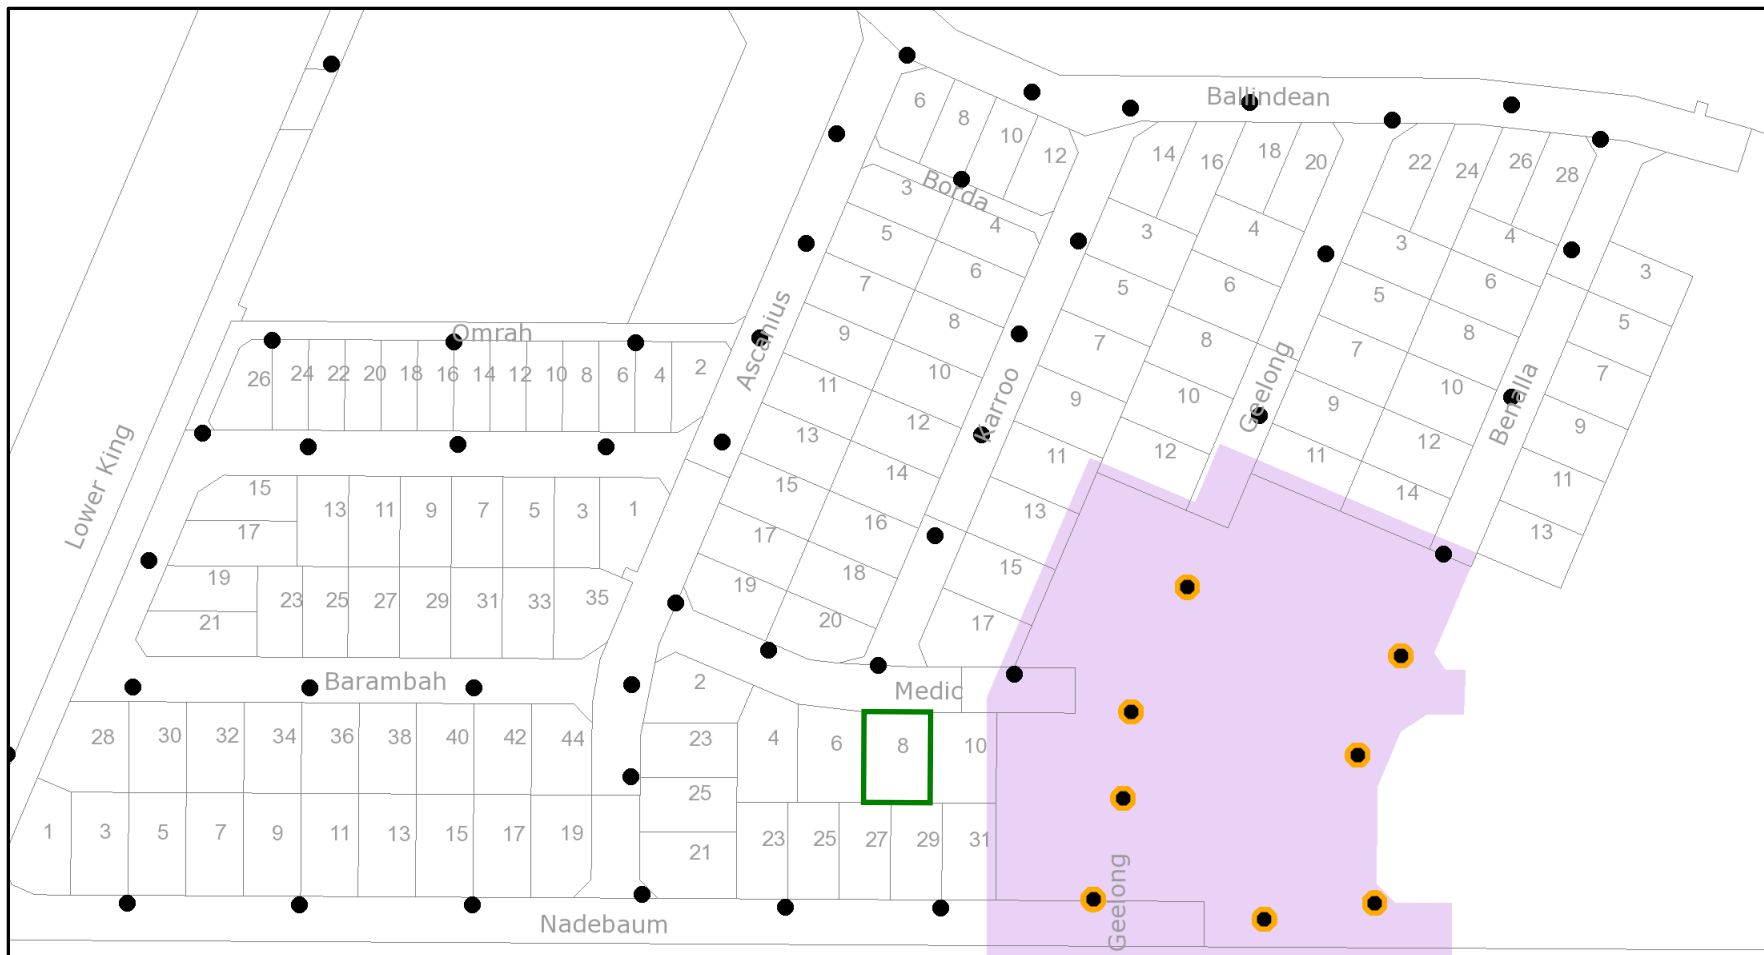 Ballindean
6 8 10 12
14 16 18 20
22 24 26 28
Borda
3 4
5 6
7 8
9 10
11 12
13 14
15 16
17 18
19 20
Ascanius
Karroo
3 4
5 6
7 8
9 10
11 12
13
15
17
Geelong
3 4
5 6
7 8
9 10
11 12
14
Benalla
3
5
7
9
11
13
Omrah
26 24 22 20 18 16 14 12 10 8 6 4 2
Lower King
15 13 11 9 7 5 3 1
17
19 23 25 27 29 31 33 35
21
Barambah
28 30 32 34 36 38 40 42 44
1 3 5 7 9 11 13 15 17 19
Medic
2 4 6 8 10
23
25
21
23 25 27 29 31
Geelong
Nadebaum